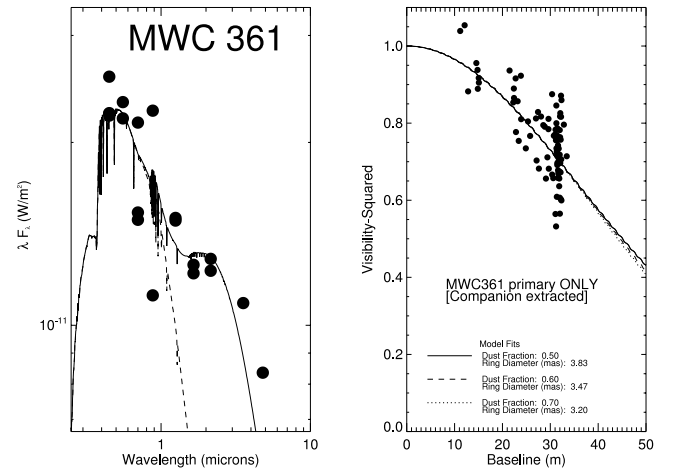 MWC 361
λ Fλ (W/m²)
10⁻¹¹
1
10
Wavelength (microns)
1.0
0.8
0.6
0.4
0.2
0.0
Visibility-Squared
MWC361 primary ONLY
[Companion extracted]
Model Fits
Dust Fraction: 0.50
Ring Diameter (mas): 3.83
Dust Fraction: 0.60
Ring Diameter (mas): 3.47
Dust Fraction: 0.70
Ring Diameter (mas): 3.20
0 10 20 30 40 50
Baseline (m)